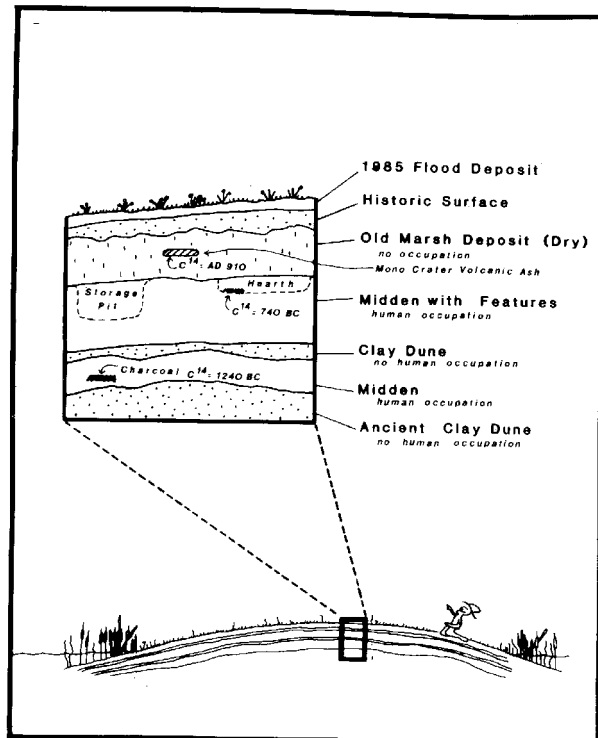 1985 Flood Deposit
Historic Surface
Old Marsh Deposit (Dry)
no occupation
Mono Crater Volcanic Ash
C14= AD 910
Storage
Pit
Hearth
C14= 740 BC
Midden with Features
human occupation
Clay Dune
no human occupation
Charcoal C14= 1240 BC
Midden
human occupation
Ancient Clay Dune
no human occupation